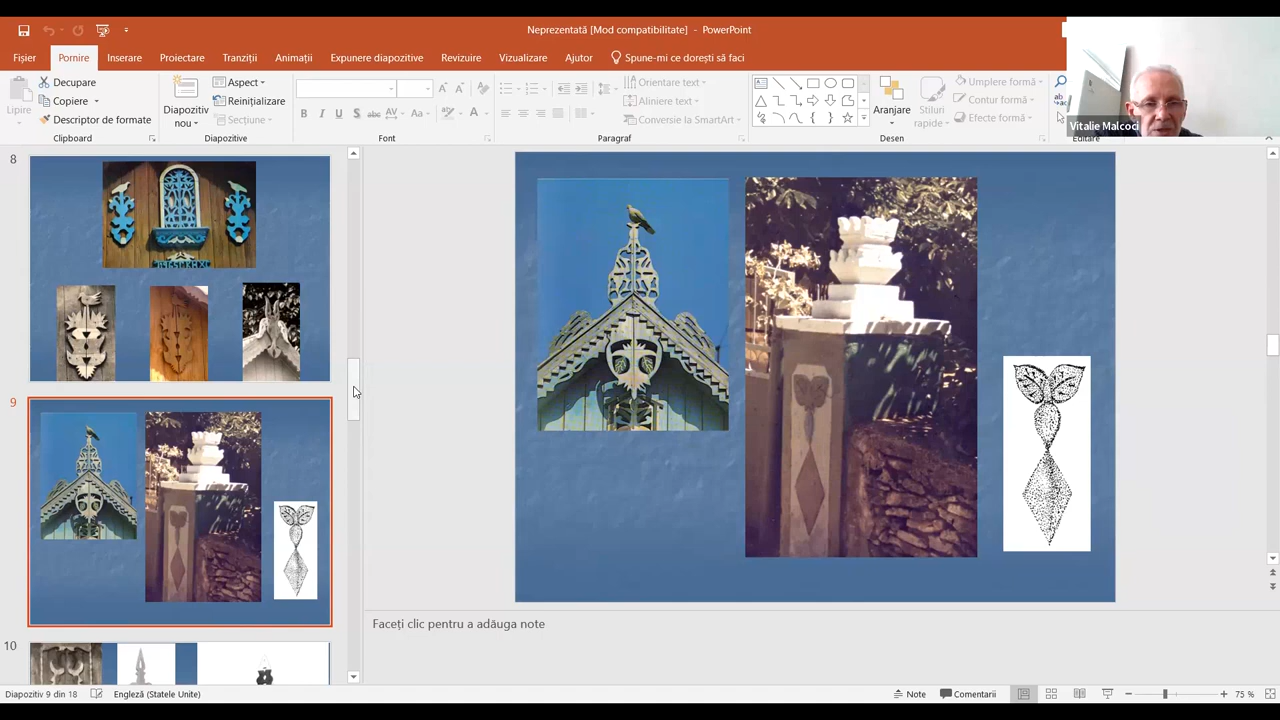 Neprezentată [Mod compatibilitate] - PowerPoint
Fișier Pornire Inserare Proiectare Tranziții Animații Expunere diapozitive Revizuire Vizualizare Ajutor Spune-mi ce dorești să faci
Lipire
Decupare
Copiere
Descriptor de formate
Clipboard
Diapozitiv nou
Aspect
Reinițializare
Secțiune
Diapozitive
Font
Orientare text
Aliniere text
Conversie la SmartArt
Paragraf
Aranjare
Stiluri rapide
Umplere formă
Contur formă
Efecte formă
Desen
Editare
Vitalie Malcoci
8
9
10
Faceți clic pentru a adăuga note
Diapozitiv 9 din 18 Engleză (Statele Unite) Note Comentarii 75 %